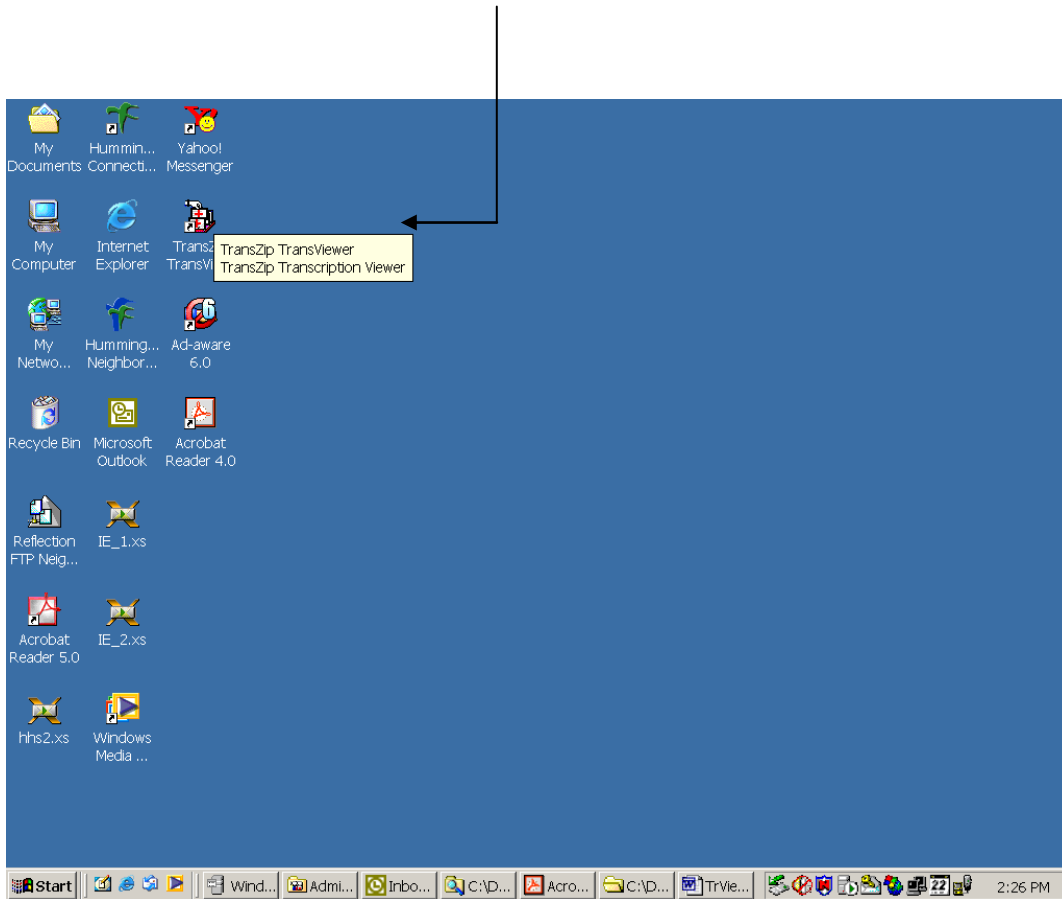 My
Documents
Hummin...
Connecti...
Yahoo!
Messenger
My
Computer
Internet
Explorer
TransZ
TransVi
TransZip TransViewer
TransZip Transcription Viewer
My
Netwo...
Humming...
Neighbor...
Ad-aware
6.0
Recycle Bin
Microsoft
Outlook
Acrobat
Reader 4.0
Reflection
FTP Neig...
IE_1.xs
Acrobat
Reader 5.0
IE_2.xs
hhs2.xs
Windows
Media ...
Start
Wind...
Admi...
Inbo...
C:\D...
Acro...
C:\D...
TrVie...
22
2:26 PM